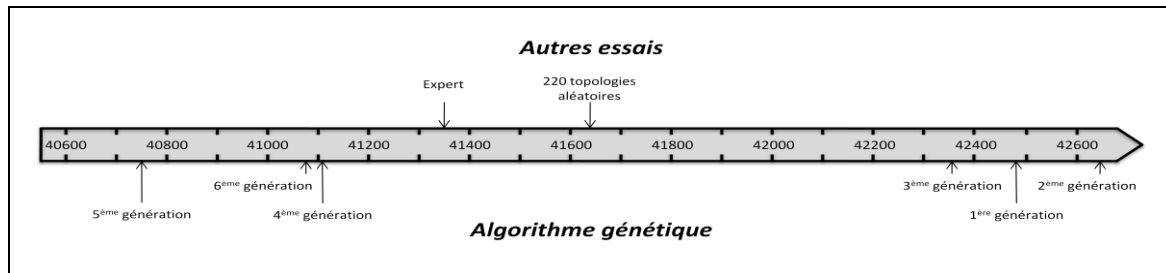 Autres essais
Expert
220 topologies
aléatoires
40600 40800 41000 41200 41400 41600 41800 42000 42200 42400 42600
6ème génération
3ème génération
2ème génération
5ème génération
4ème génération
1ère génération
Algorithme génétique